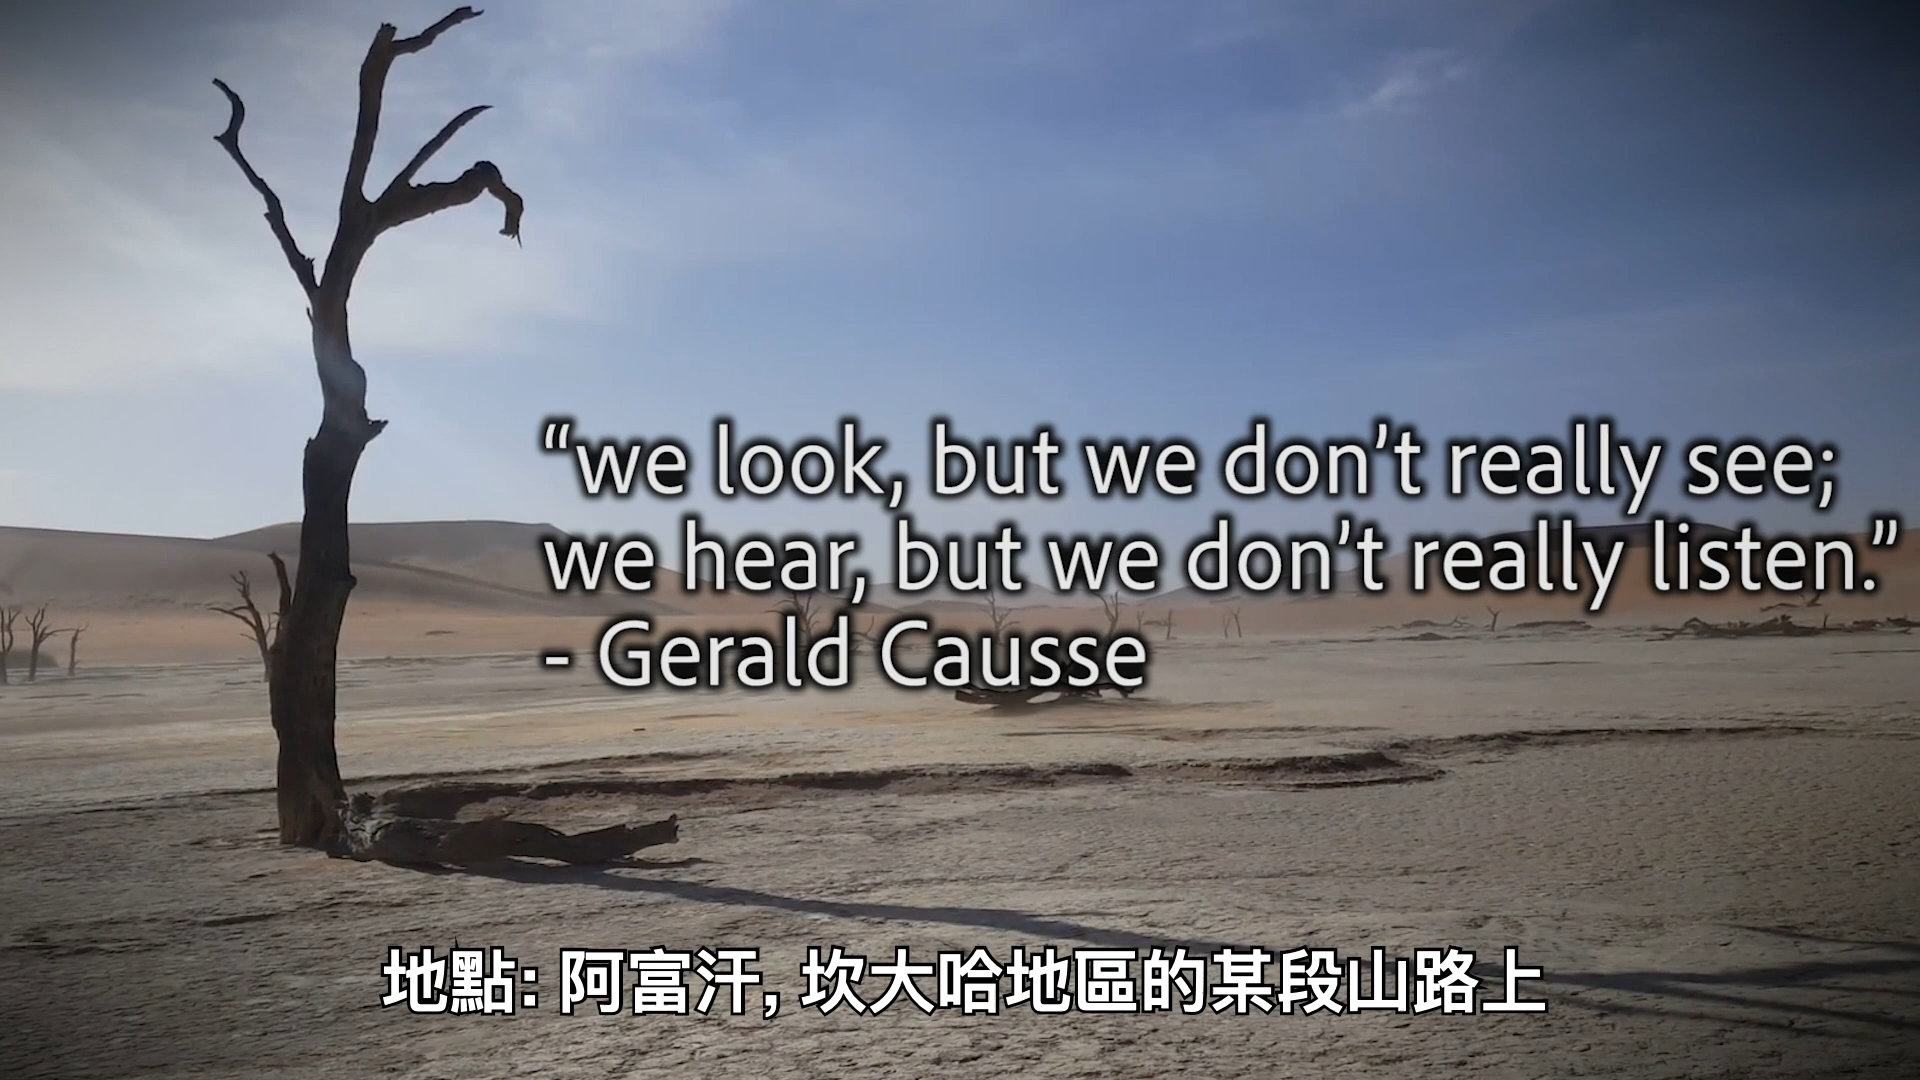 “we look, but we don’t really see;
we hear, but we don’t really listen.”
- Gerald Causse
地點: 阿富汗, 坎大哈地區的某段山路上